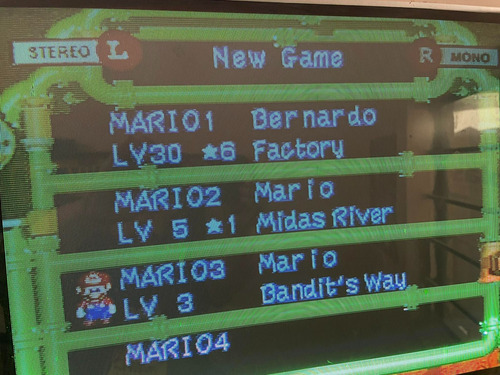 STEREO L New Game R MONO
MARIO1 Bernardo
LV30 ★6 Factory
MARIO2 Mario
LV 5 ★1 Midas River
MARIO3 Mario
LV 3 Bandit's Way
MARIO4